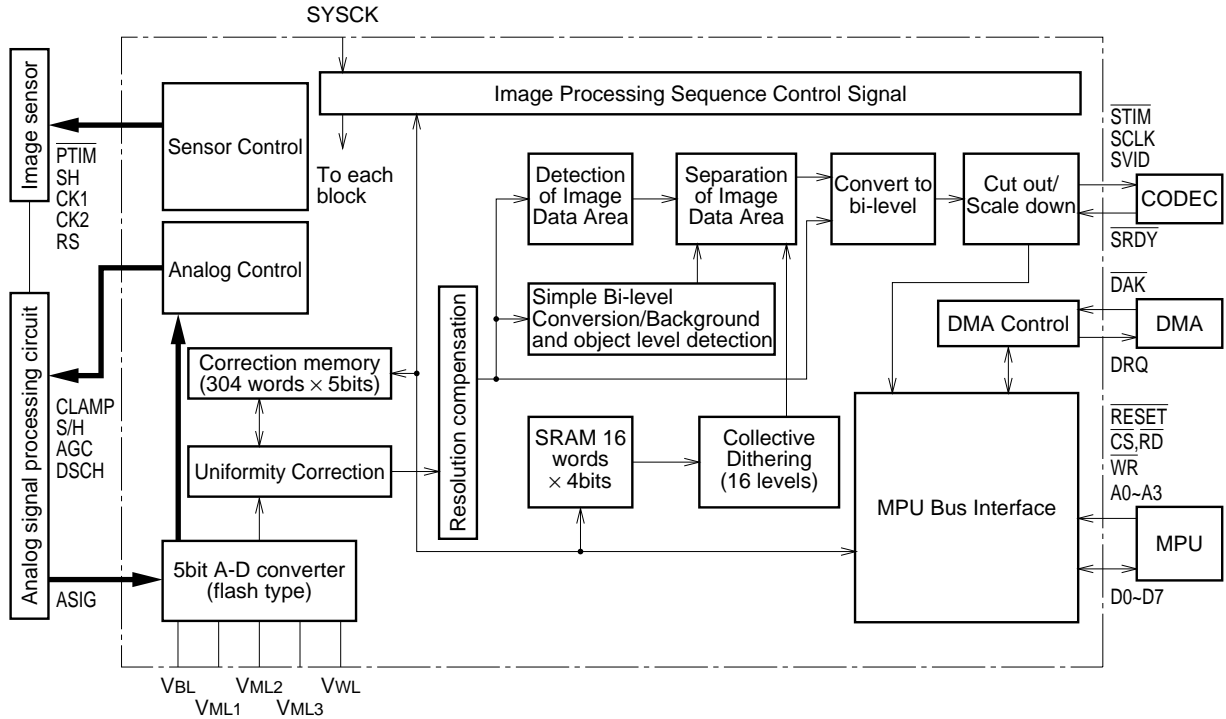 SYSCK
Image sensor
Sensor Control
Image Processing Sequence Control Signal
PTIM
SH
CK1
CK2
RS
To each
block
Detection
of Image
Data Area
Separation
of Image
Data Area
Convert to
bi-level
Cut out/
Scale down
STIM
SCLK
SVID
CODEC
SRDY
Analog Control
Analog signal processing circuit
Simple Bi-level
Conversion/Background
and object level detection
DMA Control
DAK
DMA
DRQ
Correction memory
(304 words × 5bits)
Resolution compensation
CLAMP
S/H
AGC
DSCH
Uniformity Correction
SRAM 16
words
× 4bits
Collective
Dithering
(16 levels)
MPU Bus Interface
RESET
CS,RD
WR
A0~A3
MPU
D0~D7
5bit A-D converter
(flash type)
ASIG
VBL
VML1
VML2
VML3
VWL